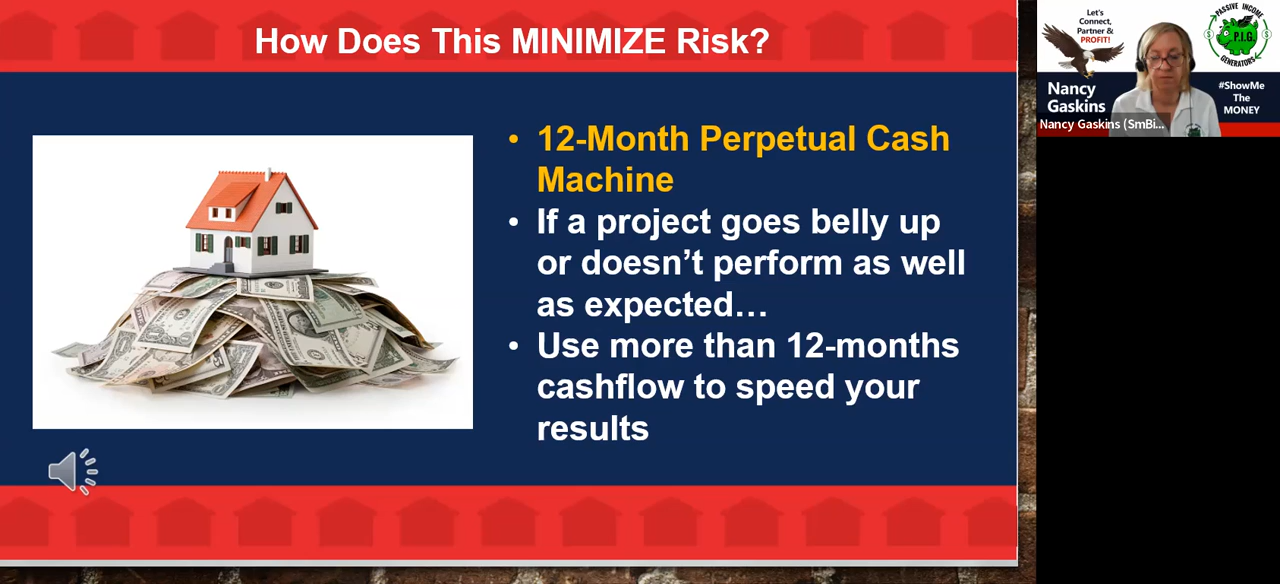 How Does This MINIMIZE Risk?
• 12-Month Perpetual Cash
Machine
• If a project goes belly up
or doesn’t perform as well
as expected…
• Use more than 12-months
cashflow to speed your
results
Let's
Connect,
Partner &
PROFIT!
Nancy
Gaskins
PASSIVE INCOME
P.I.G.
GENERATORS
#ShowMe
The
MONEY
Nancy Gaskins (SmBi...